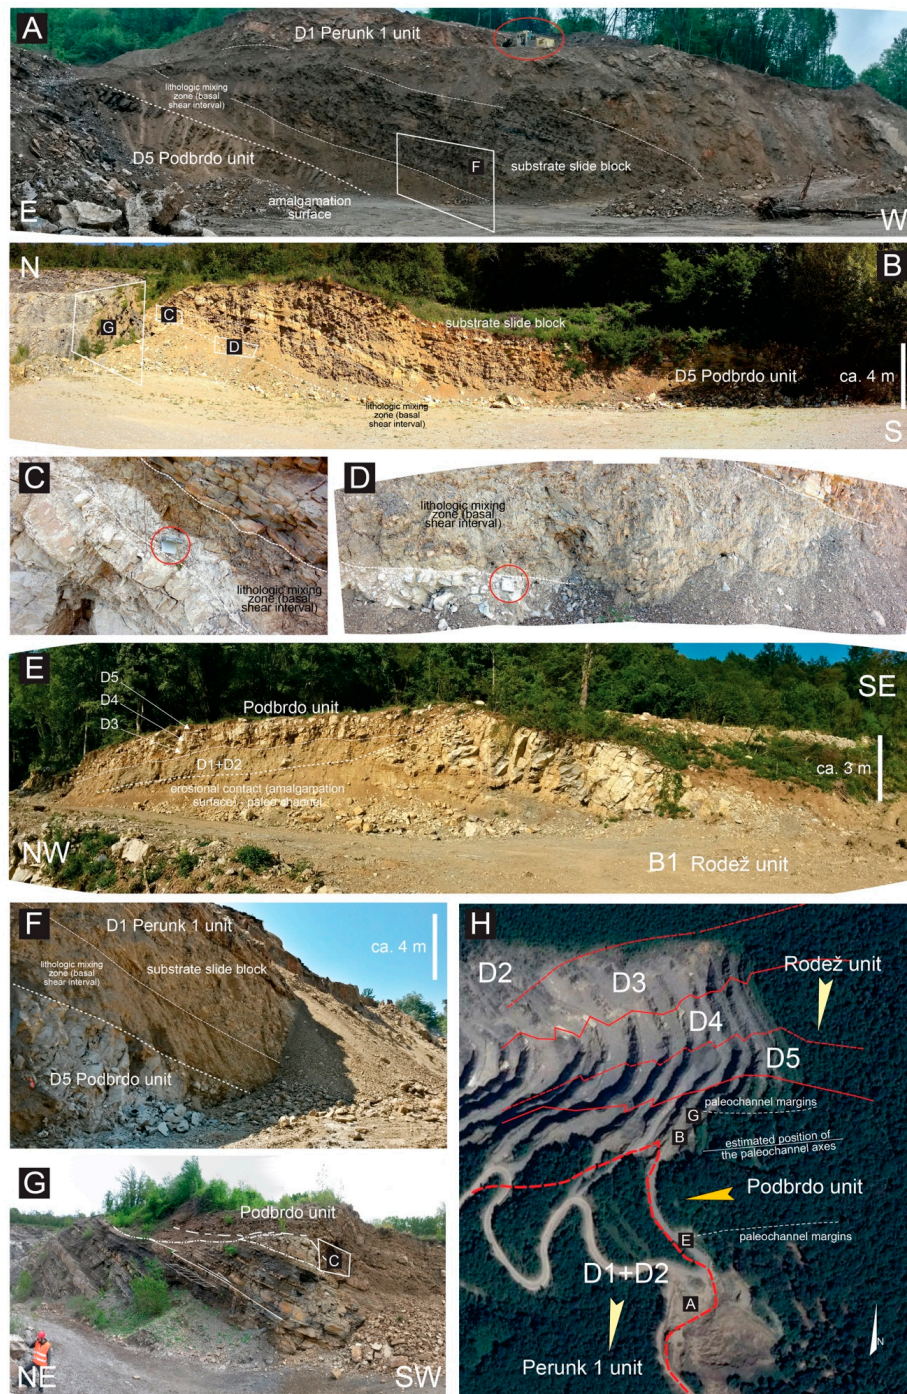 A
D1 Perunk 1 unit
lithologic mixing
zone (basal
shear interval)
D5 Podbrdo unit
F
substrate slide block
amalgamation
surface
E
W
N
B
G
C
D
substrate slide block
D5 Podbrdo unit
ca. 4 m
lithologic mixing
zone (basal
shear interval)
S
C
lithologic mixing
zone (basal
shear interval)
D
lithologic mixing
zone (basal
shear interval)
E
D5
D4
D3
Podbrdo unit
SE
D1+D2
erosional contact (amalgamation
surface) - paleo channel
ca. 3 m
NW
B1 Rodež unit
F
D1 Perunk 1 unit
ca. 4 m
lithologic mixing
zone (basal
shear interval)
substrate slide block
D5 Podbrdo unit
G
Podbrdo unit
C
NE
SW
H
D2
D3
Rodež unit
D4
D5
G
paleochannel margins
B
estimated position of
the paleochannel axes
Podbrdo unit
E
paleochannel margins
D1+D2
A
Perunk 1 unit
N